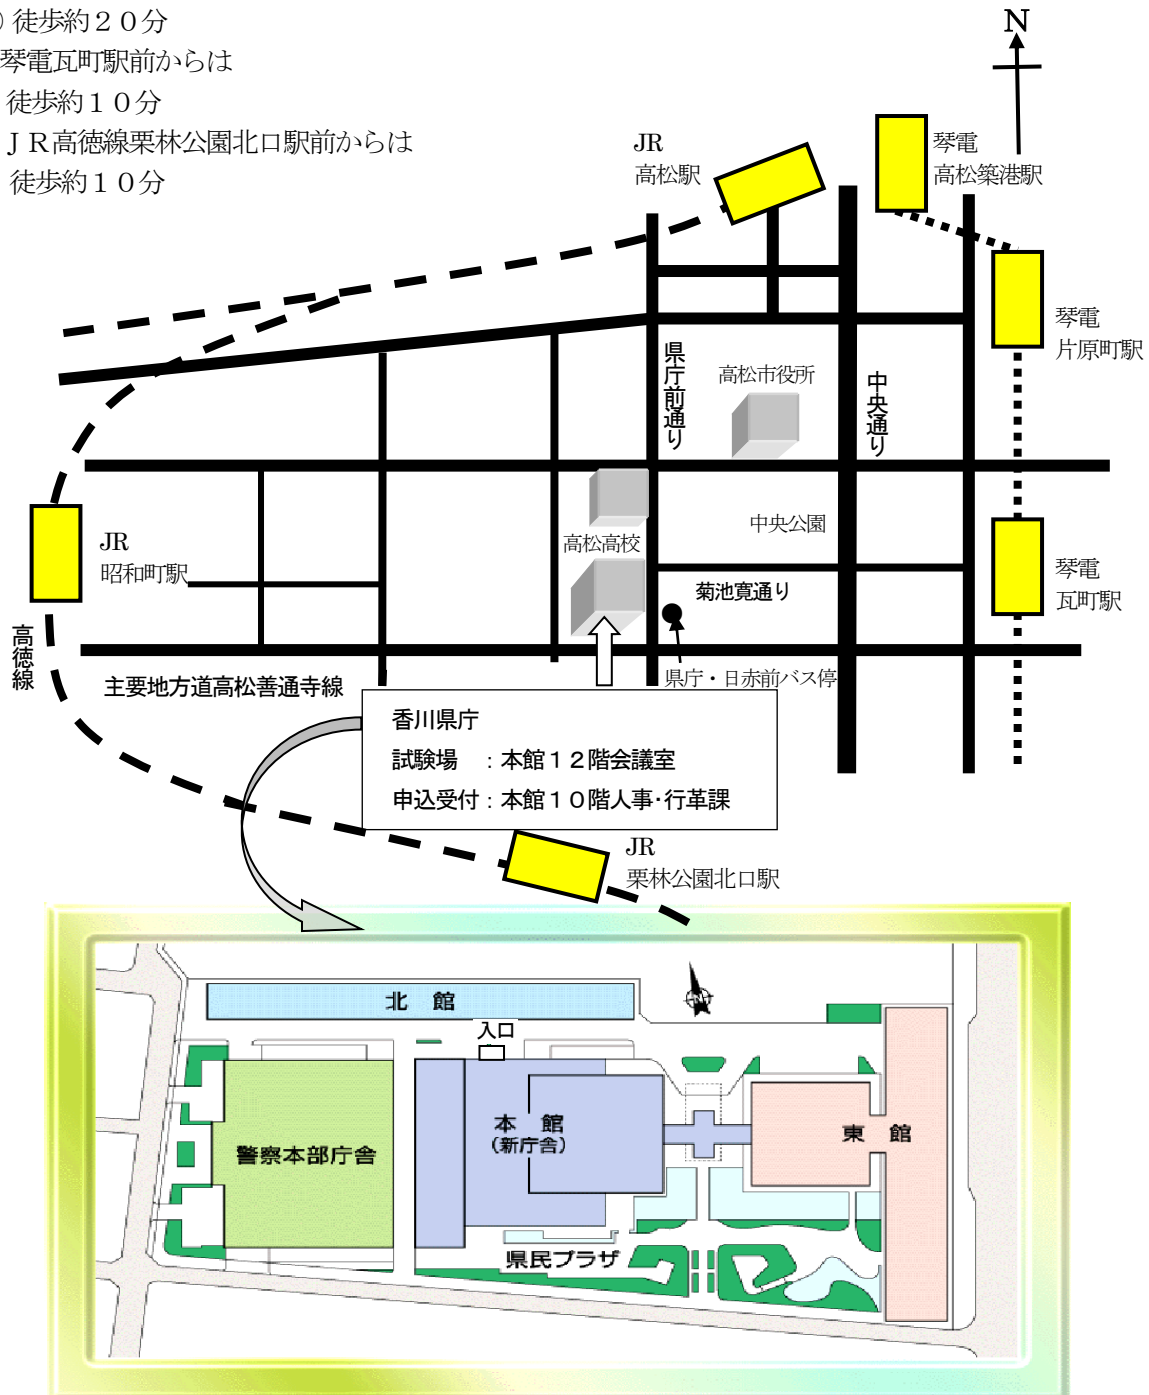 ) 徒歩約２０分
琴電瓦町駅前からは
徒歩約１０分
ＪＲ高徳線栗林公園北口駅前からは
徒歩約１０分
N
JR
高松駅
琴電
高松築港駅
琴電
片原町駅
県庁前通り
高松市役所
中央通り
高松高校
中央公園
JR
昭和町駅
琴電
瓦町駅
菊池寛通り
高徳線
主要地方道高松善通寺線
県庁・日赤前バス停
香川県庁
試験場　：本館１２階会議室
申込受付：本館１０階人事･行革課
JR
栗林公園北口駅
北　館
入口
本　館
（新庁舎）
東　館
警察本部庁舎
県民プラザ